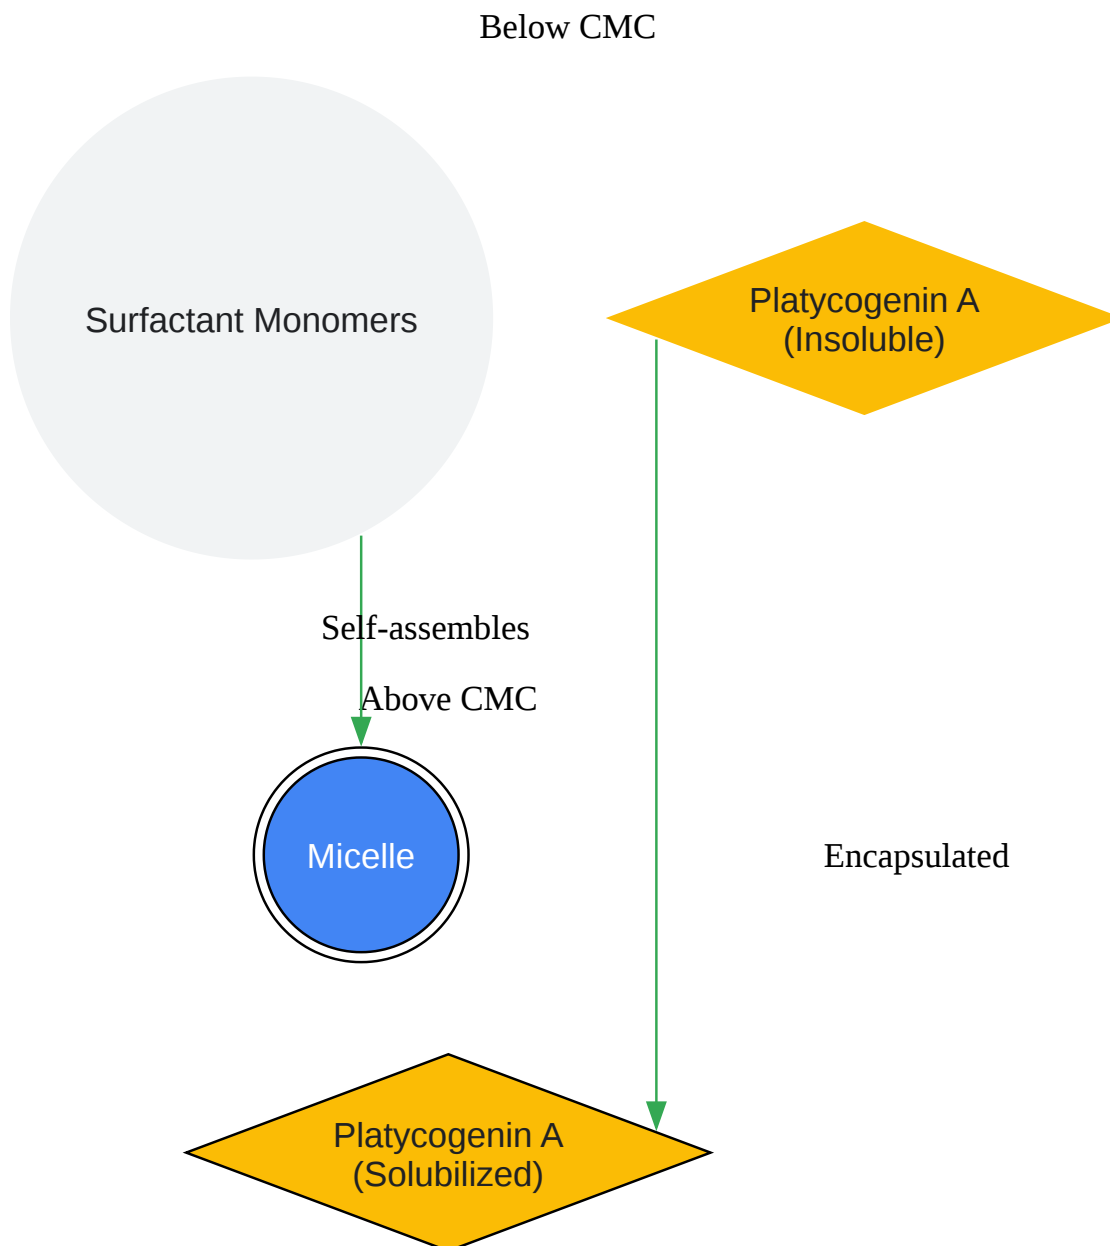 Below CMC
Surfactant Monomers
Platycogenin A
(Insoluble)
Self-assembles
Above CMC
Micelle
Encapsulated
Platycogenin A
(Solubilized)